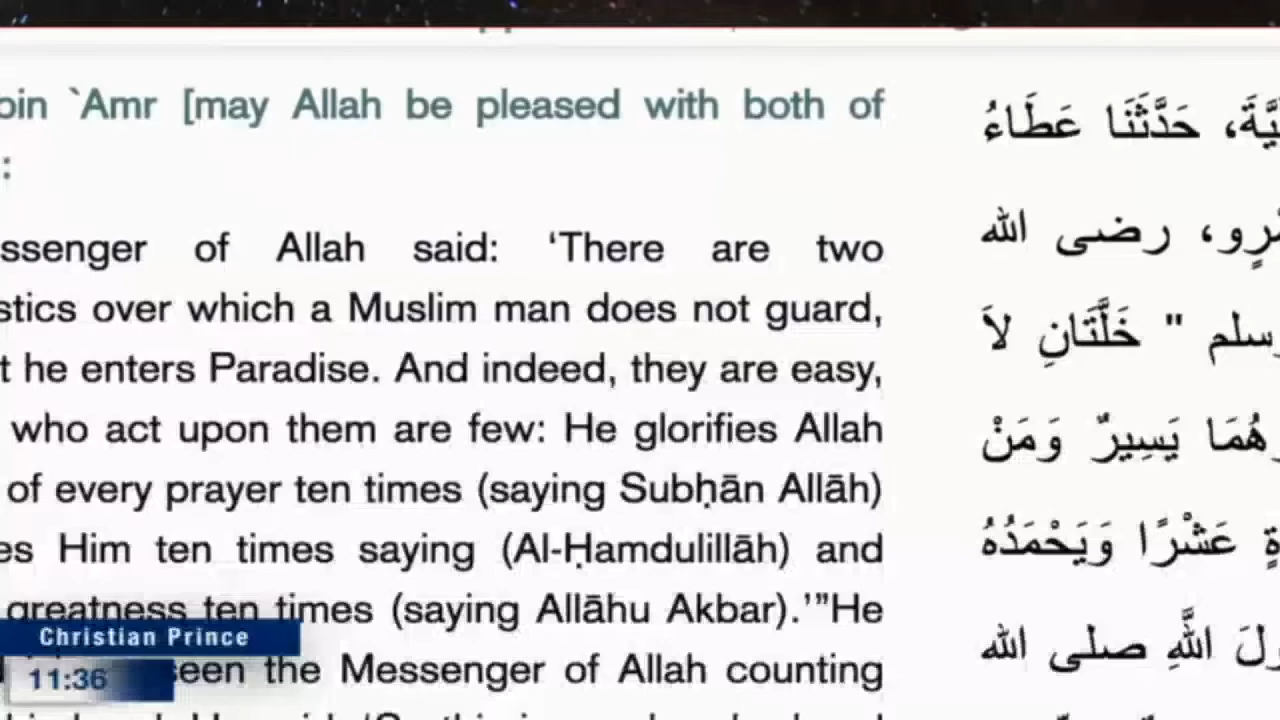 `Amr [may Allah be pleased with both of
:
of Allah said: ‘There are two
over which a Muslim man does not guard,
he enters Paradise. And indeed, they are easy,
who act upon them are few: He glorifies Allah
of every prayer ten times (saying Subḥān Allāh)
Him ten times saying (Al-Ḥamdulillāh) and
greatness ten times (saying Allāhu Akbar).’”He
seen the Messenger of Allah counting
حَدَّثَنَا عَطَاءُ
رضى الله
" خَلَّتَانِ لاَ
يَسِيرٌ وَمَنْ
عَشْرًا وَيَحْمَدُهُ
اللَّهِ صلى الله
Christian Prince
11:36